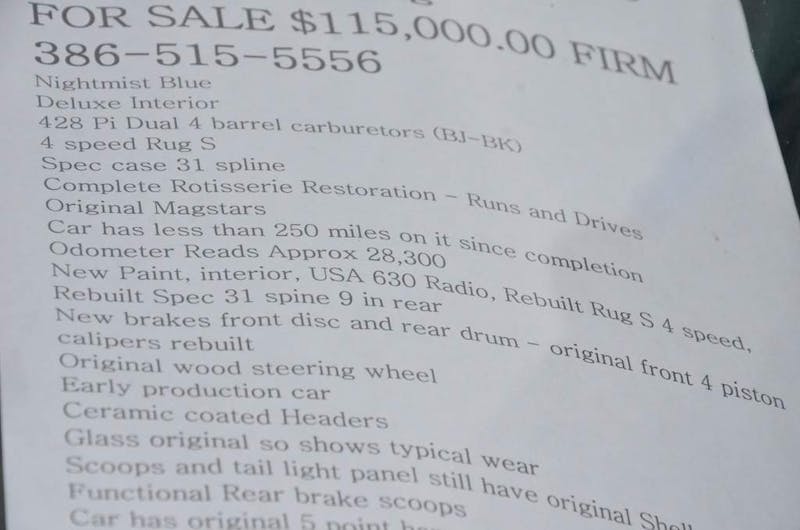 FOR SALE $115,000.00 FIRM
386-515-5556
Nightmist Blue
Deluxe Interior
428 Pi Dual 4 barrel carburetors (BJ-BK)
4 speed Rug S
Spec case 31 spline
Complete Rotisserie Restoration - Runs and Drives
Original Magstars
Car has less than 250 miles on it since completion
Odometer Reads Approx 28,300
New Paint, interior, USA 630 Radio, Rebuilt Rug S 4 speed,
Rebuilt Spec 31 spine 9 in rear
New brakes front disc and rear drum - original front 4 piston
calipers rebuilt
Original wood steering wheel
Early production car
Ceramic coated Headers
Glass original so shows typical wear
Scoops and tail light panel still have original
Functional Rear brake scoops
Car has original 5 point